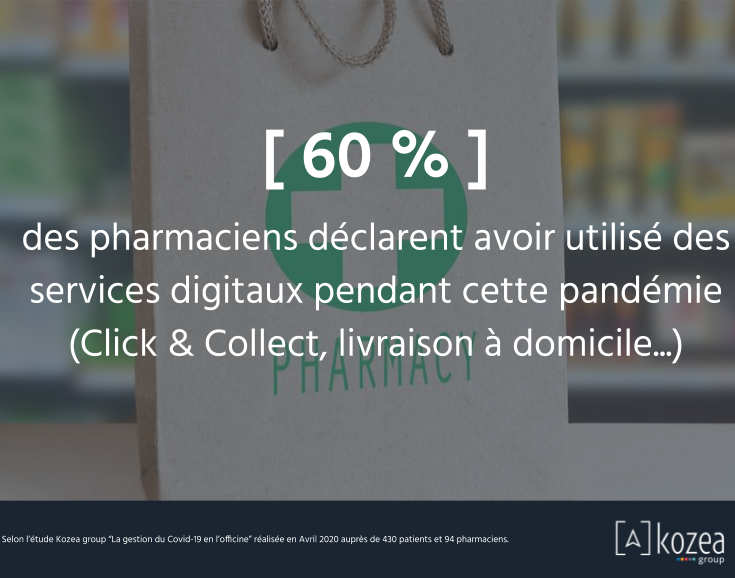 [ 60 % ]
des pharmaciens déclarent avoir utilisé des
services digitaux pendant cette pandémie
(Click & Collect, livraison à domicile...)
PHARMACY
Selon l'étude Kozea group "La gestion du Covid-19 en l'officine" réalisée en Avril 2020 auprès de 430 patients et 94 pharmaciens.
[A] kozea
group